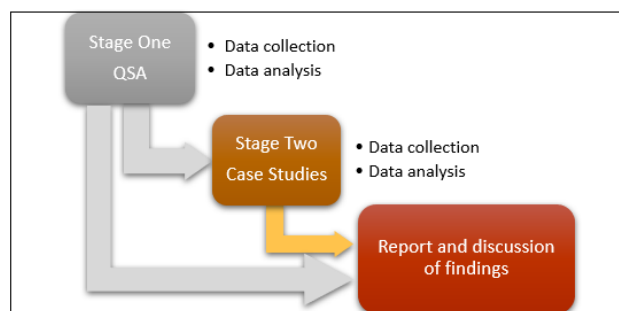 Stage One
QSA
• Data collection
• Data analysis
Stage Two
Case Studies
• Data collection
• Data analysis
Report and discussion
of findings